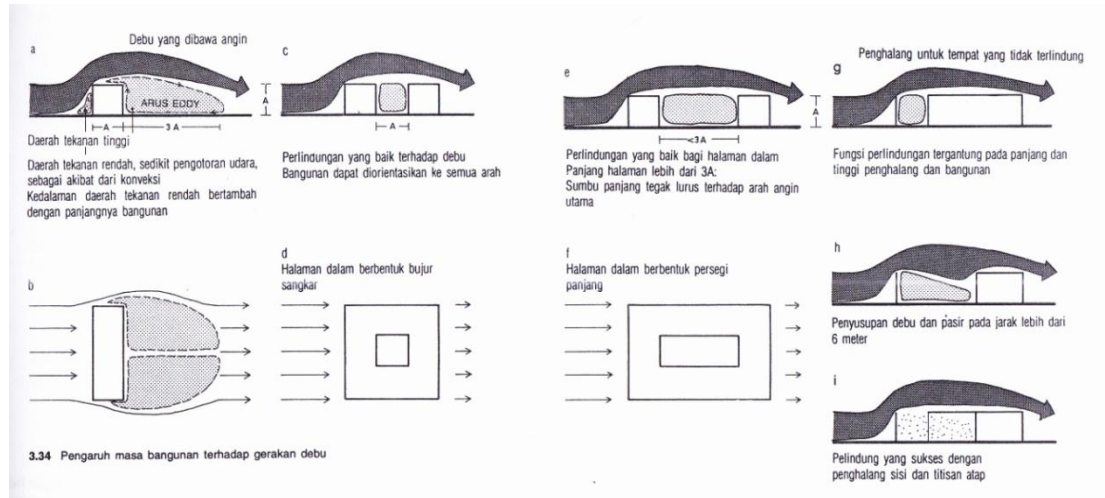 a
Debu yang dibawa angin
ARUS EDDY
A
A
3 A
Daerah tekanan tinggi
Daerah tekanan rendah, sedikit pengotoran udara,
sebagai akibat dari konveksi
Kedalaman daerah tekanan rendah bertambah
dengan panjangnya bangunan
b
c
A
Perlindungan yang baik terhadap debu
Bangunan dapat diorientasikan ke semua arah
d
Halaman dalam berbentuk bujur
sangkar
e
A
<3A
Perlindungan yang baik bagi halaman dalam
Panjang halaman lebih dari 3A:
Sumbu panjang tegak lurus terhadap arah angin
utama
f
Halaman dalam berbentuk persegi
panjang
Penghalang untuk tempat yang tidak terlindung
g
Fungsi perlindungan tergantung pada panjang dan
tinggi penghalang dan bangunan
h
Penyusupan debu dan pasir pada jarak lebih dari
6 meter
i
Pelindung yang sukses dengan
penghalang sisi dan titisan atap
3.34 Pengaruh masa bangunan terhadap gerakan debu